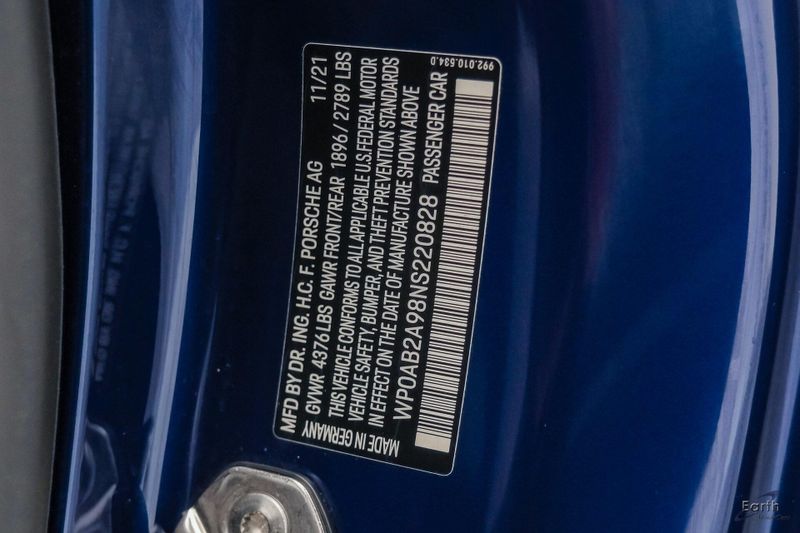 MFD BY DR. ING. H.C. F. PORSCHE AG 11/21
GVWR 4376 LBS GAWR FRONT/REAR 1896 / 2789 LBS
THIS VEHICLE CONFORMS TO ALL APPLICABLE U.S. FEDERAL MOTOR
VEHICLE SAFETY, BUMPER, AND THEFT PREVENTION STANDARDS
IN EFFECT ON THE DATE OF MANUFACTURE SHOWN ABOVE
WP0AB2A98NS220828 PASSENGER CAR
MADE IN GERMANY
992.010.534.0
Earth